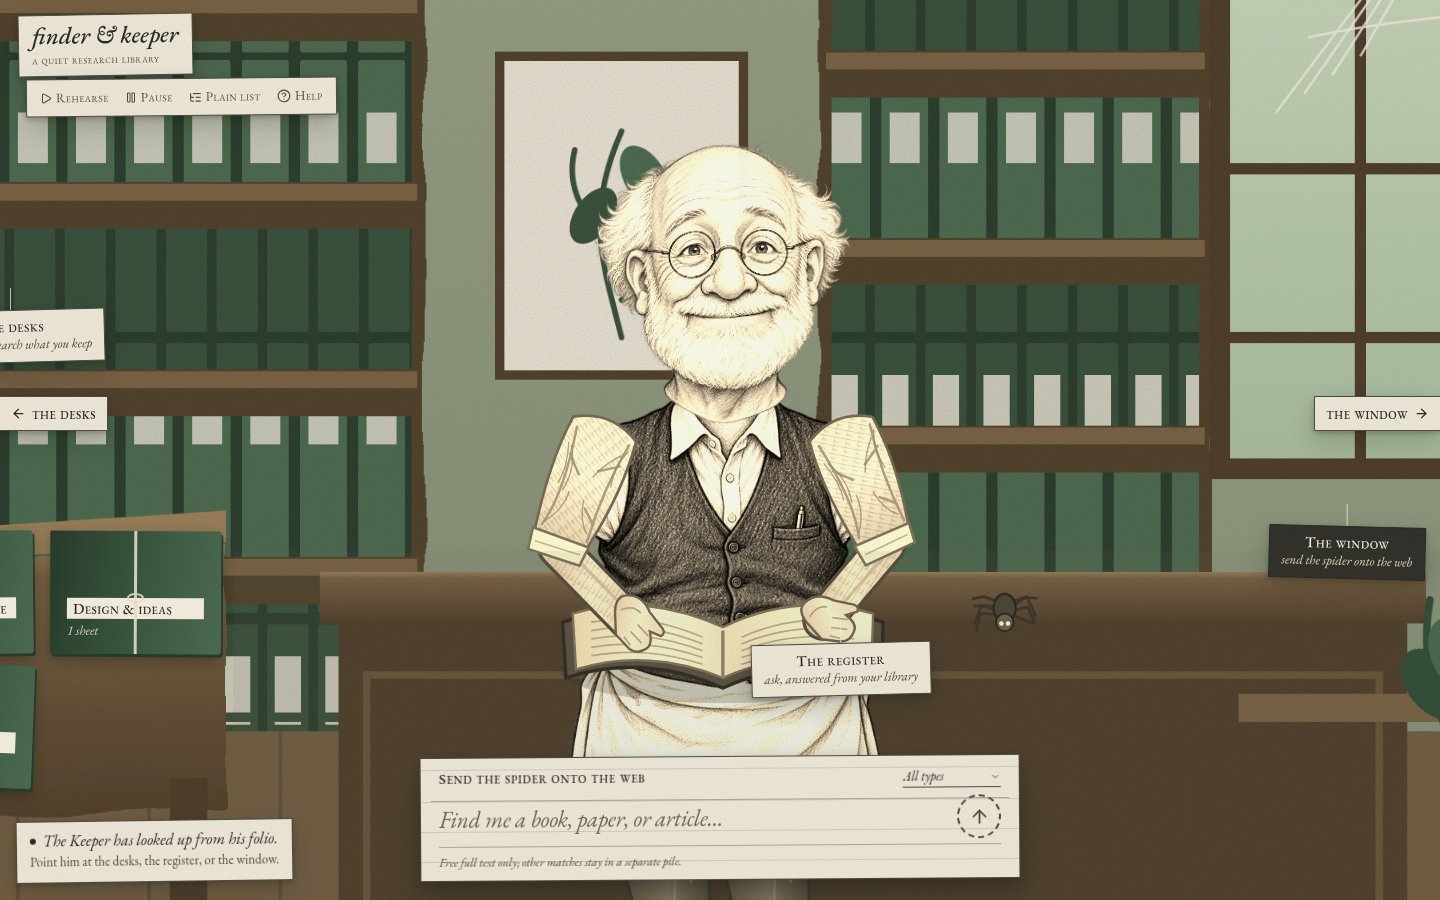 finder & keeper
A QUIET RESEARCH LIBRARY
REHEARSE PAUSE PLAIN LIST HELP
E DESKS
earch what you keep
← THE DESKS
THE WINDOW →
THE WINDOW
send the spider onto the web
E
DESIGN & IDEAS
1 sheet
THE REGISTER
ask, answered from your library
SEND THE SPIDER ONTO THE WEB
All types
Find me a book, paper, or article...
Free full text only; other matches stay in a separate pile.
• The Keeper has looked up from his folio.
Point him at the desks, the register, or the window.